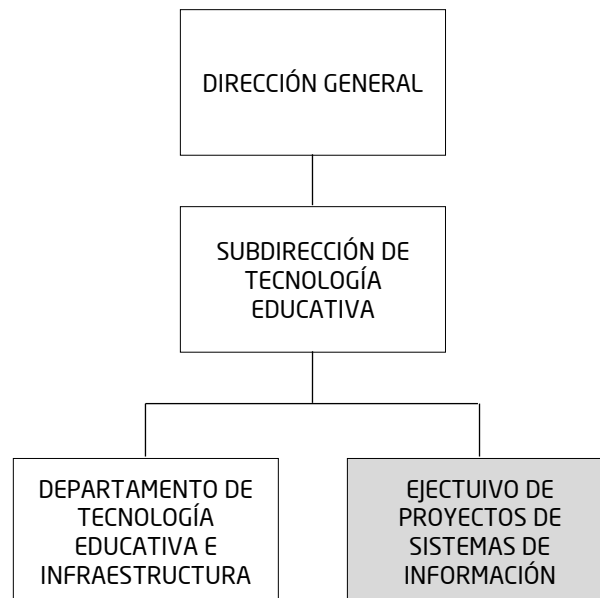 DIRECCIÓN GENERAL
SUBDIRECCIÓN DE
TECNOLOGÍA
EDUCATIVA
DEPARTAMENTO DE
TECNOLOGÍA
EDUCATIVA E
INFRAESTRUCTURA
EJECTUIVO DE
PROYECTOS DE
SISTEMAS DE
INFORMACIÓN